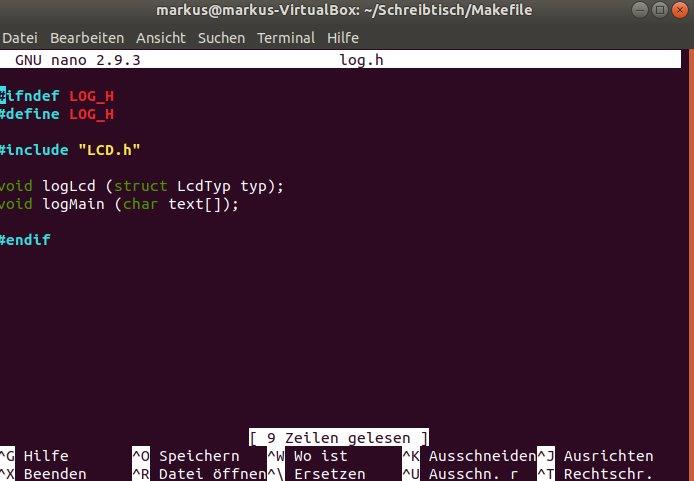 markus@markus-VirtualBox: ~/Schreibtisch/Makefile
Datei Bearbeiten Ansicht Suchen Terminal Hilfe
GNU nano 2.9.3 log.h
#ifndef LOG_H
#define LOG_H
#include "LCD.h"
void logLcd (struct LcdTyp typ);
void logMain (char text[]);
#endif
[ 9 Zeilen gelesen ]
^G Hilfe ^O Speichern ^W Wo ist ^K Ausschneiden ^J Ausrichten
^X Beenden ^R Datei öffnen ^\ Ersetzen ^U Ausschn. r ^T Rechtschr.